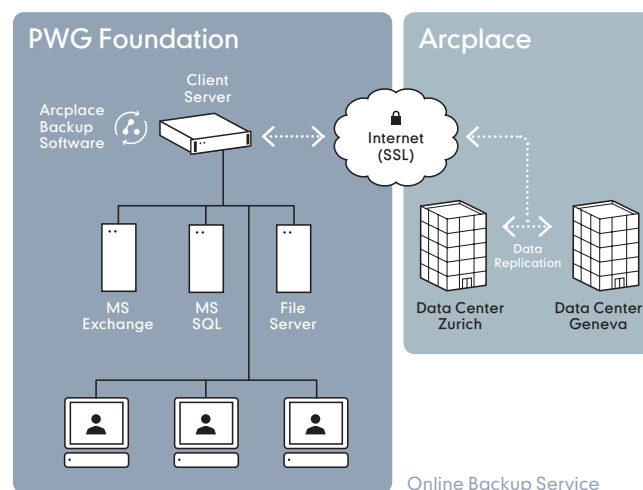 PWG Foundation
Arcplace
Client
Server
Arcplace
Backup
Software
Internet
(SSL)
MS
Exchange
MS
SQL
File
Server
Data
Replication
Data Center
Zurich
Data Center
Geneva
Online Backup Service